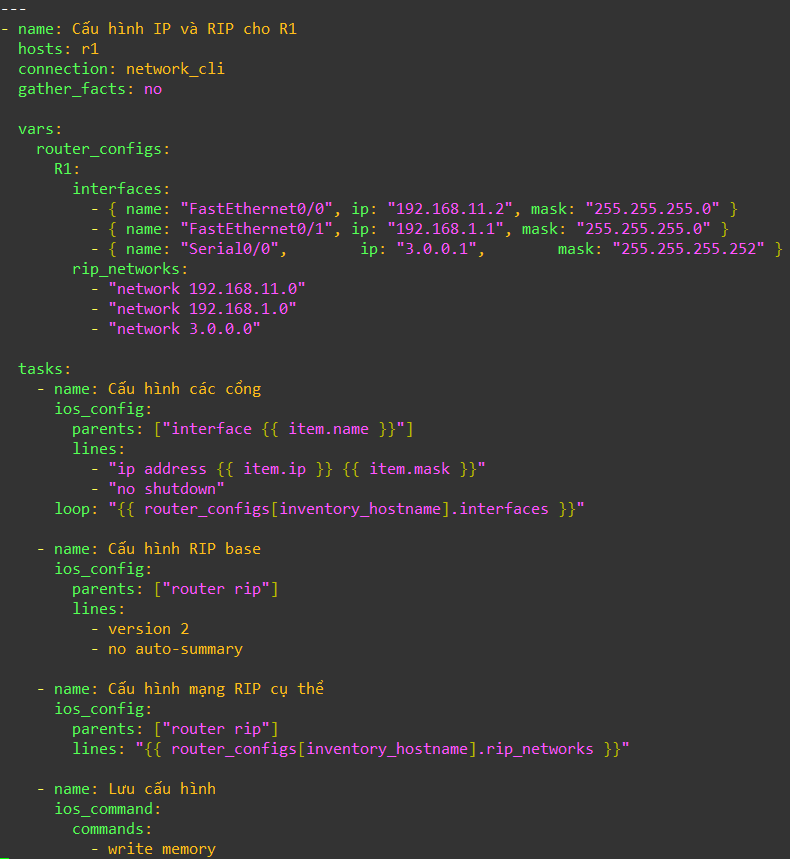 ---
- name: Cấu hình IP và RIP cho R1
  hosts: r1
  connection: network_cli
  gather_facts: no

  vars:
    router_configs:
      R1:
        interfaces:
          - { name: "FastEthernet0/0", ip: "192.168.11.2", mask: "255.255.255.0" }
          - { name: "FastEthernet0/1", ip: "192.168.1.1", mask: "255.255.255.0" }
          - { name: "Serial0/0",        ip: "3.0.0.1",        mask: "255.255.255.252" }
        rip_networks:
          - "network 192.168.11.0"
          - "network 192.168.1.0"
          - "network 3.0.0.0"

  tasks:
    - name: Cấu hình các cổng
      ios_config:
        parents: ["interface {{ item.name }}"]
        lines:
          - "ip address {{ item.ip }} {{ item.mask }}"
          - "no shutdown"
      loop: "{{ router_configs[inventory_hostname].interfaces }}"

    - name: Cấu hình RIP base
      ios_config:
        parents: ["router rip"]
        lines:
          - version 2
          - no auto-summary

    - name: Cấu hình mạng RIP cụ thể
      ios_config:
        parents: ["router rip"]
        lines: "{{ router_configs[inventory_hostname].rip_networks }}"

    - name: Lưu cấu hình
      ios_command:
        commands:
          - write memory